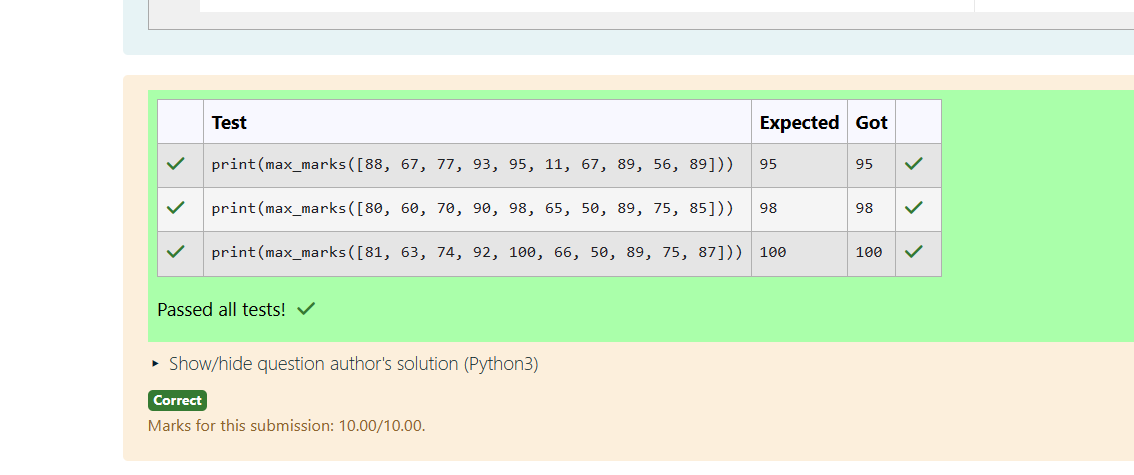 Test Expected Got
print(max_marks([88, 67, 77, 93, 95, 11, 67, 89, 56, 89])) 95 95
print(max_marks([80, 60, 70, 90, 98, 65, 50, 89, 75, 85])) 98 98
print(max_marks([81, 63, 74, 92, 100, 66, 50, 89, 75, 87])) 100 100
Passed all tests!
Show/hide question author's solution (Python3)
Correct
Marks for this submission: 10.00/10.00.